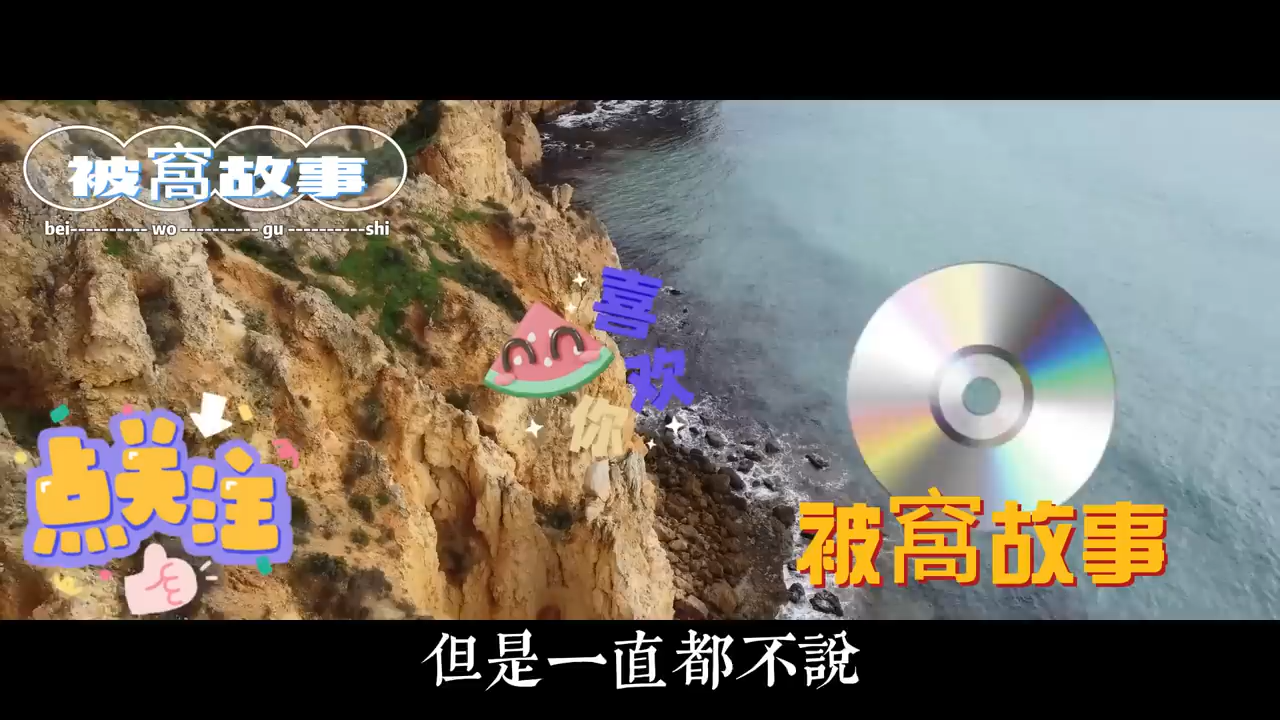 被窩故事
bei---------- wo ---------- gu ----------shi
喜
欢
你
点关注
被窩故事
但是一直都不説